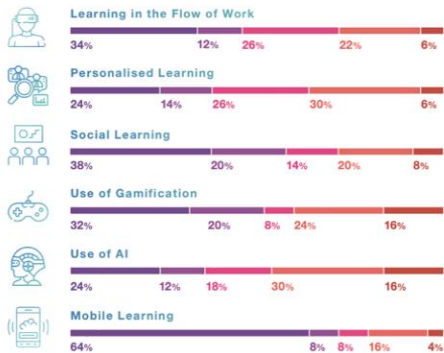 Learning in the Flow of Work
34% 12% 26% 22% 6%
Personalised Learning
24% 14% 26% 30% 6%
Social Learning
38% 20% 14% 20% 8%
Use of Gamification
32% 20% 8% 24% 16%
Use of AI
24% 12% 18% 30% 16%
Mobile Learning
64% 8% 8% 16% 4%